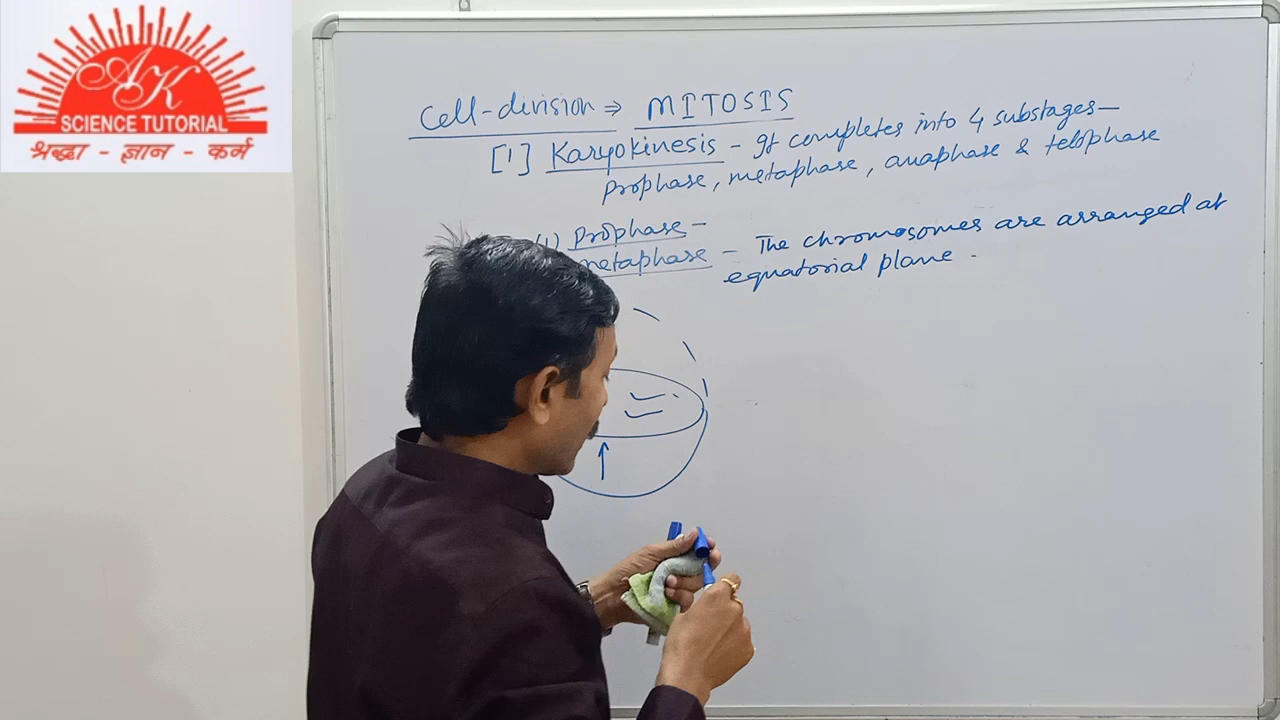 AK
SCIENCE TUTORIAL
श्रद्धा - ज्ञान - कर्म
Cell-division ⇒ MITOSIS
[1] Karyokinesis - It completes into 4 substages-
Prophase, metaphase, anaphase & telophase
(1) Prophase-
metaphase - The chromosomes are arranged at
equatorial plane.